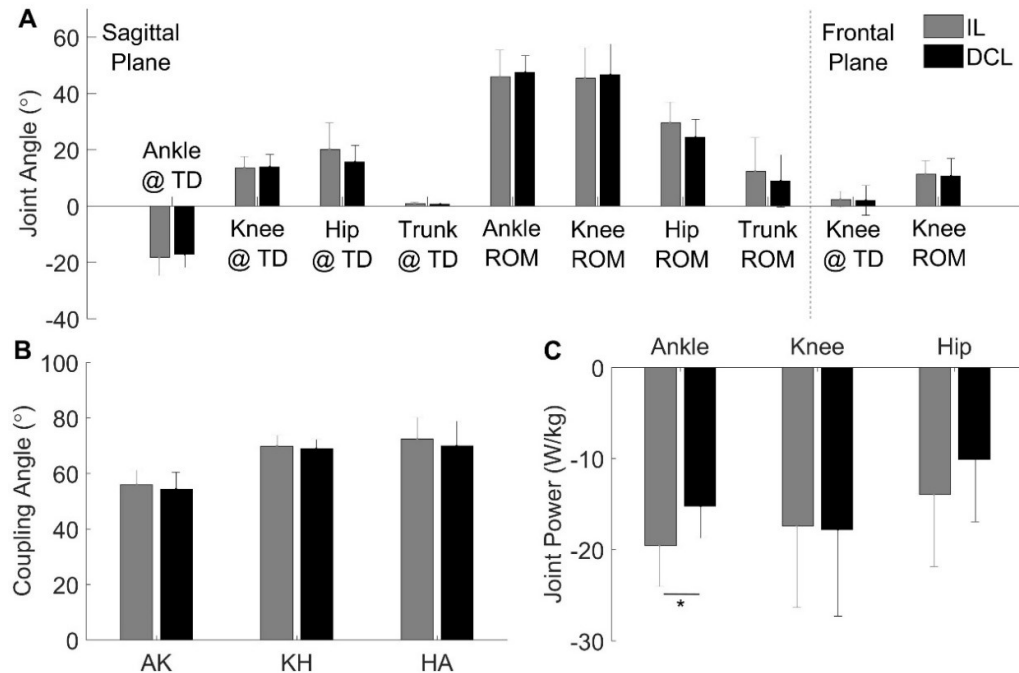 A
Sagittal
Plane
Frontal
Plane
IL
DCL
Joint Angle (°)
60
40
20
0
-20
-40
Ankle
@ TD
Knee
@ TD
Hip
@ TD
Trunk
@ TD
Ankle
ROM
Knee
ROM
Hip
ROM
Trunk
ROM
Knee
@ TD
Knee
ROM
B
Coupling Angle (°)
100
80
60
40
20
0
AK
KH
HA
C
Ankle
Knee
Hip
Joint Power (W/kg)
0
-10
-20
-30
*